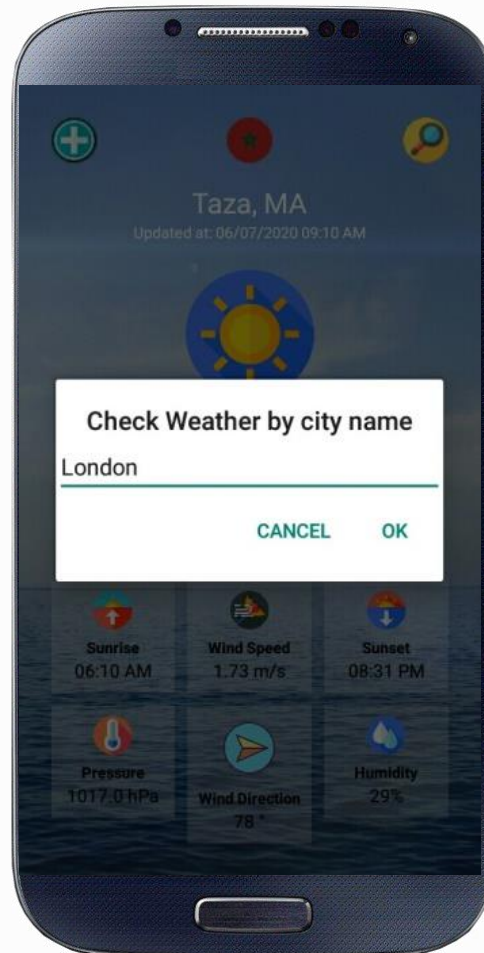 Taza, MA
Updated at: 06/07/2020 09:10 AM
Check Weather by city name
London
CANCEL OK
Sunrise Wind Speed Sunset
06:10 AM 1.73 m/s 08:31 PM
Pressure Wind Direction Humidity
1017.0 hPa 78 ° 29%